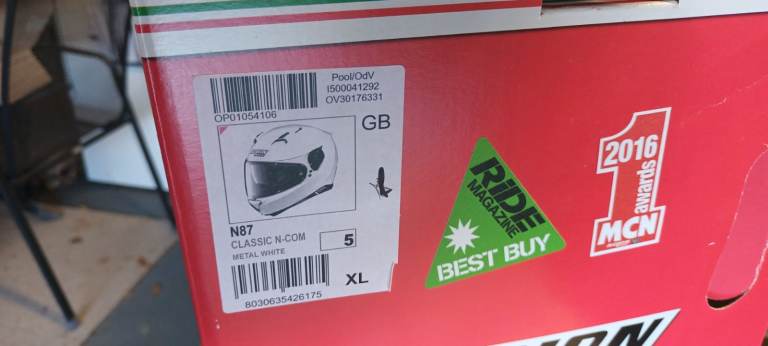 Pool/OdV
I500041292
OV30176331
OP01054106
GB
N87
CLASSIC N-COM
5
METAL WHITE
XL
8030635426175
RiDE
MAGAZINE
BEST BUY
2016
awards
MCN